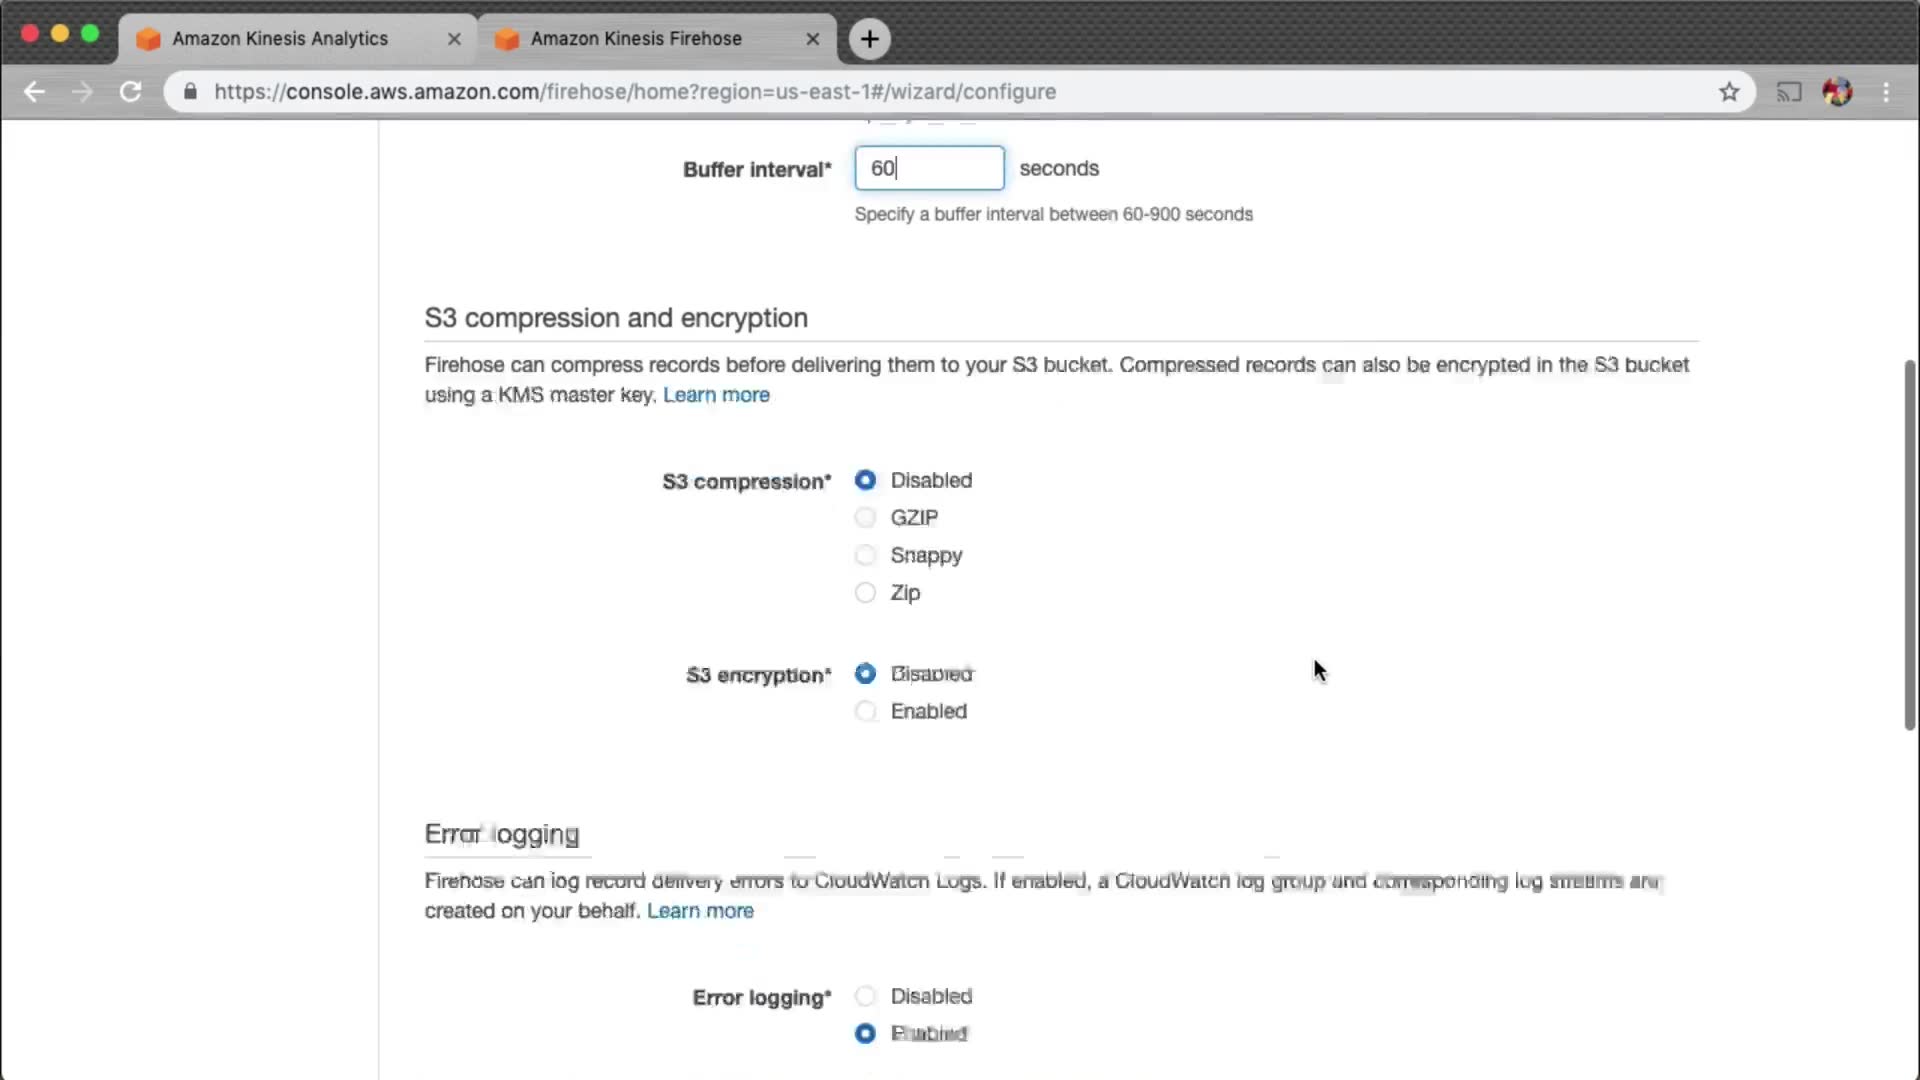 Amazon Kinesis Analytics
Amazon Kinesis Firehose
https://console.aws.amazon.com/firehose/home?region=us-east-1#/wizard/configure
Buffer interval* 60 seconds
Specify a buffer interval between 60-900 seconds
S3 compression and encryption
Firehose can compress records before delivering them to your S3 bucket. Compressed records can also be encrypted in the S3 bucket
using a KMS master key. Learn more
S3 compression* Disabled
GZIP
Snappy
Zip
S3 encryption* Disabled
Enabled
Error logging
Firehose can log record delivery errors to CloudWatch Logs. If enabled, a CloudWatch log group and corresponding log streams are
created on your behalf. Learn more
Error logging* Disabled
Enabled